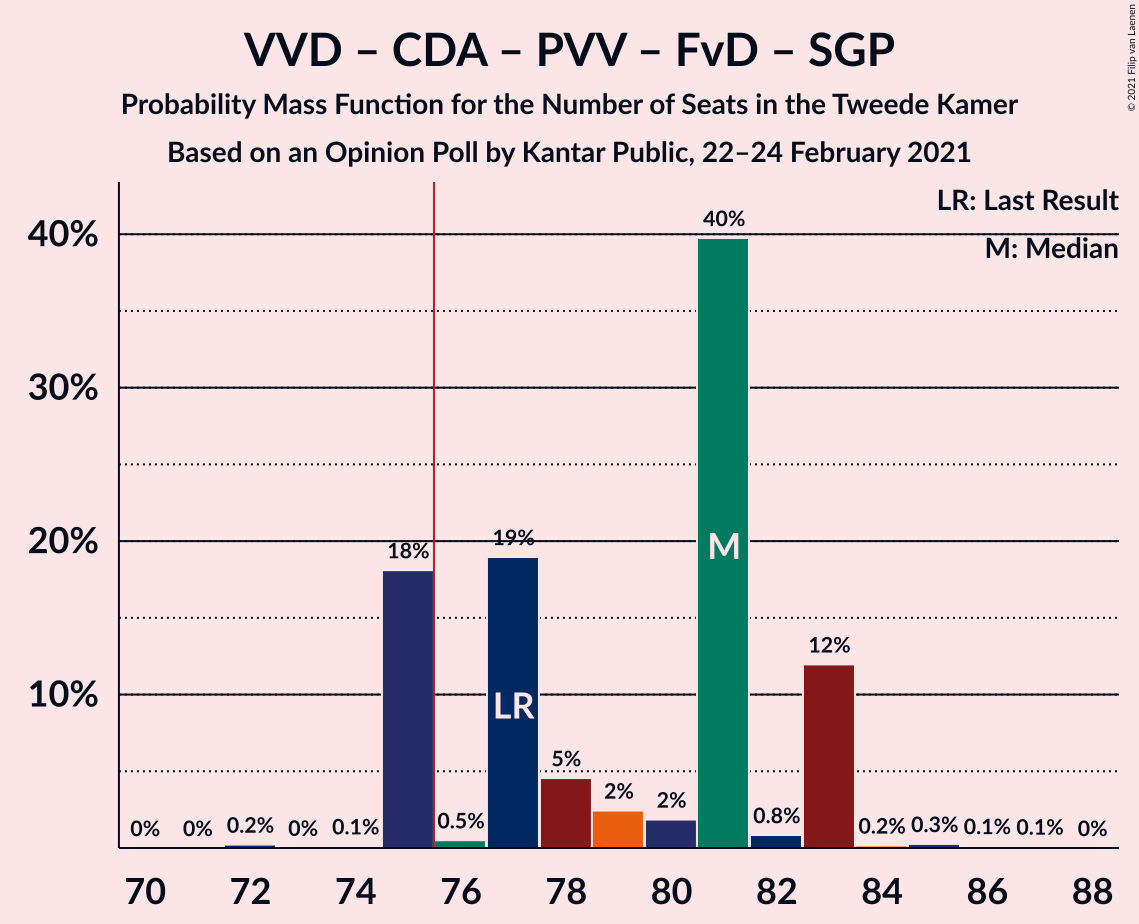 VVD – CDA – PVV – FvD – SGP
Probability Mass Function for the Number of Seats in the Tweede Kamer
Based on an Opinion Poll by Kantar Public, 22–24 February 2021
© 2021 Filip van Laenen
LR: Last Result
M: Median
40%
30%
20%
10%
0%
0%
0.2%
0%
0.1%
18%
0.5%
19%
LR
5%
2%
2%
40%
M
0.8%
12%
0.2%
0.3%
0.1%
0.1%
0%
70 72 74 76 78 80 82 84 86 88